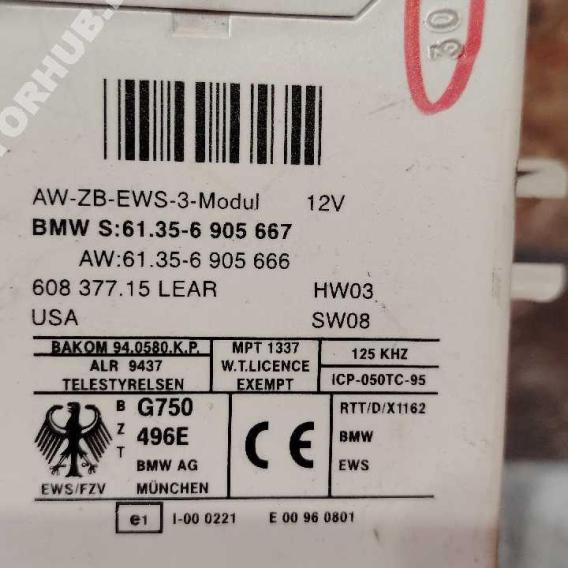 30
AW-ZB-EWS-3-Modul 12V
BMW S:61.35-6 905 667
AW:61.35-6 905 666
608 377.15 LEAR HW03
USA SW08
BAKOM 94.0580.K.P. MPT 1337 125 KHZ
ALR 9437 W.T.LICENCE
TELESTYRELSEN EXEMPT ICP-050TC-95
B G750 RTT/D/X1162
Z 496E CE BMW
T BMW AG EWS
EWS/FZV MÜNCHEN
e1 I-00 0221 E 00 96 0801